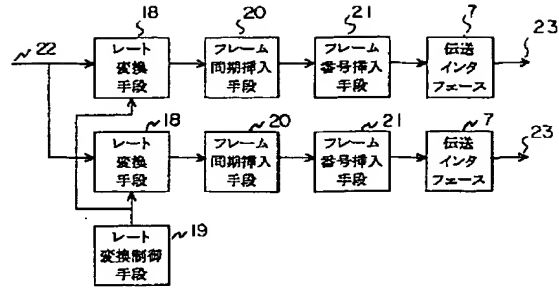 18
20
21
7
23
22
レート
変換
手段
フレーム
同期挿入
手段
フレーム
番号挿入
手段
伝送
インタ
フェース
18
20
21
7
23
レート
変換
手段
フレーム
同期挿入
手段
フレーム
番号挿入
手段
伝送
インタ
フェース
レート
変換制御
手段
19